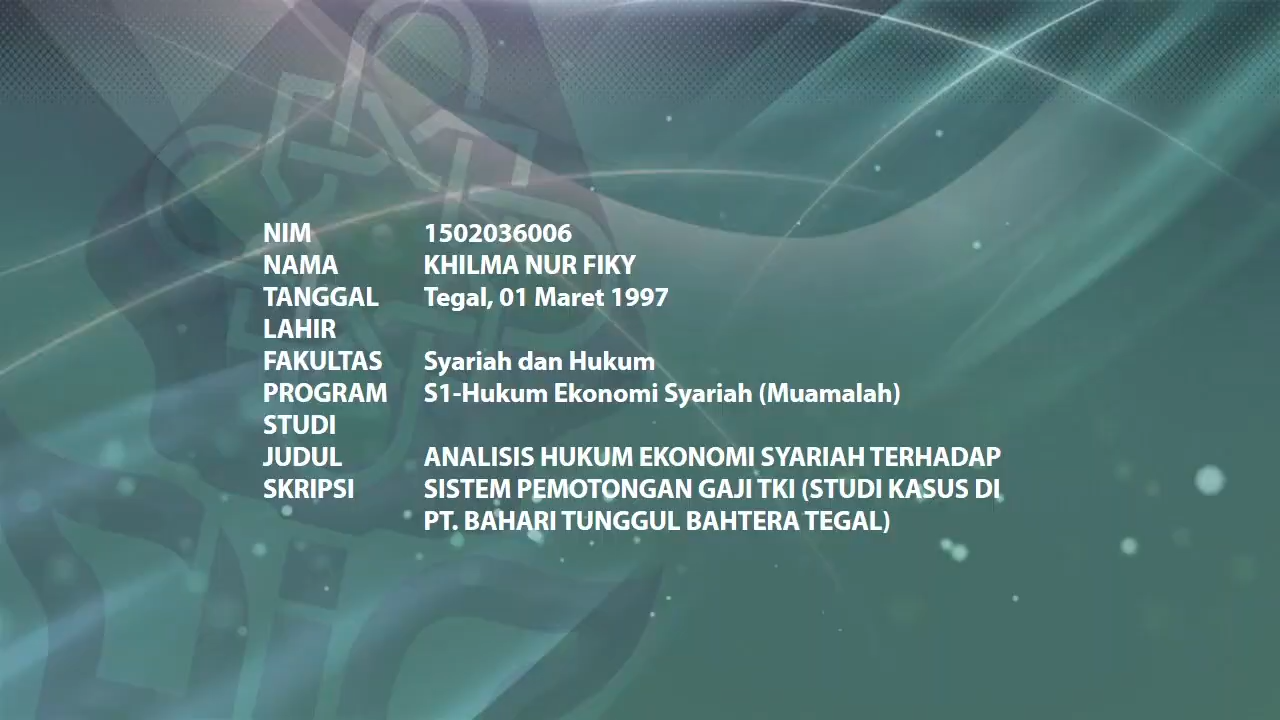 NIM 1502036006
NAMA KHILMA NUR FIKY
TANGGAL Tegal, 01 Maret 1997
LAHIR
FAKULTAS Syariah dan Hukum
PROGRAM S1-Hukum Ekonomi Syariah (Muamalah)
STUDI
JUDUL ANALISIS HUKUM EKONOMI SYARIAH TERHADAP
SKRIPSI SISTEM PEMOTONGAN GAJI TKI (STUDI KASUS DI
PT. BAHARI TUNGGUL BAHTERA TEGAL)